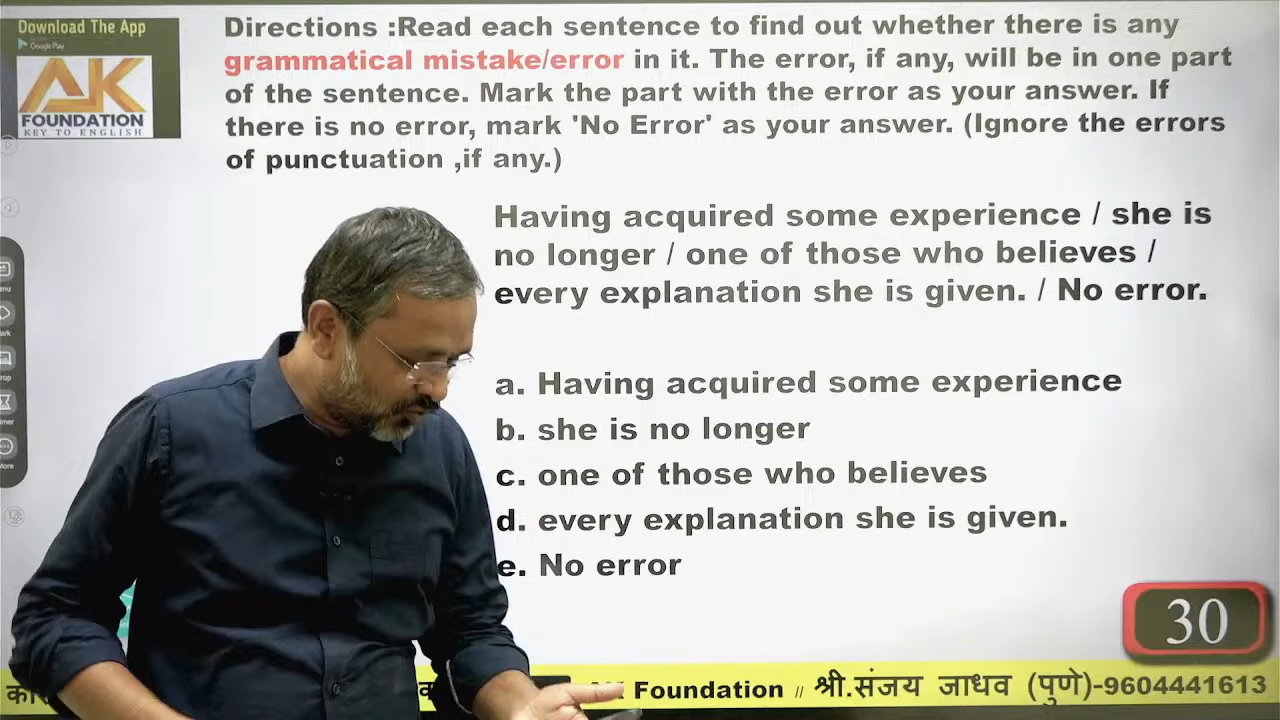 Download The App
Google Play
AK
FOUNDATION
KEY TO ENGLISH
Directions :Read each sentence to find out whether there is any
grammatical mistake/error in it. The error, if any, will be in one part
of the sentence. Mark the part with the error as your answer. If
there is no error, mark 'No Error' as your answer. (Ignore the errors
of punctuation ,if any.)
Having acquired some experience / she is
no longer / one of those who believes /
every explanation she is given. / No error.
a. Having acquired some experience
b. she is no longer
c. one of those who believes
d. every explanation she is given.
e. No error
30
More
Foundation // श्री.संजय जाधव (पुणे)-9604441613